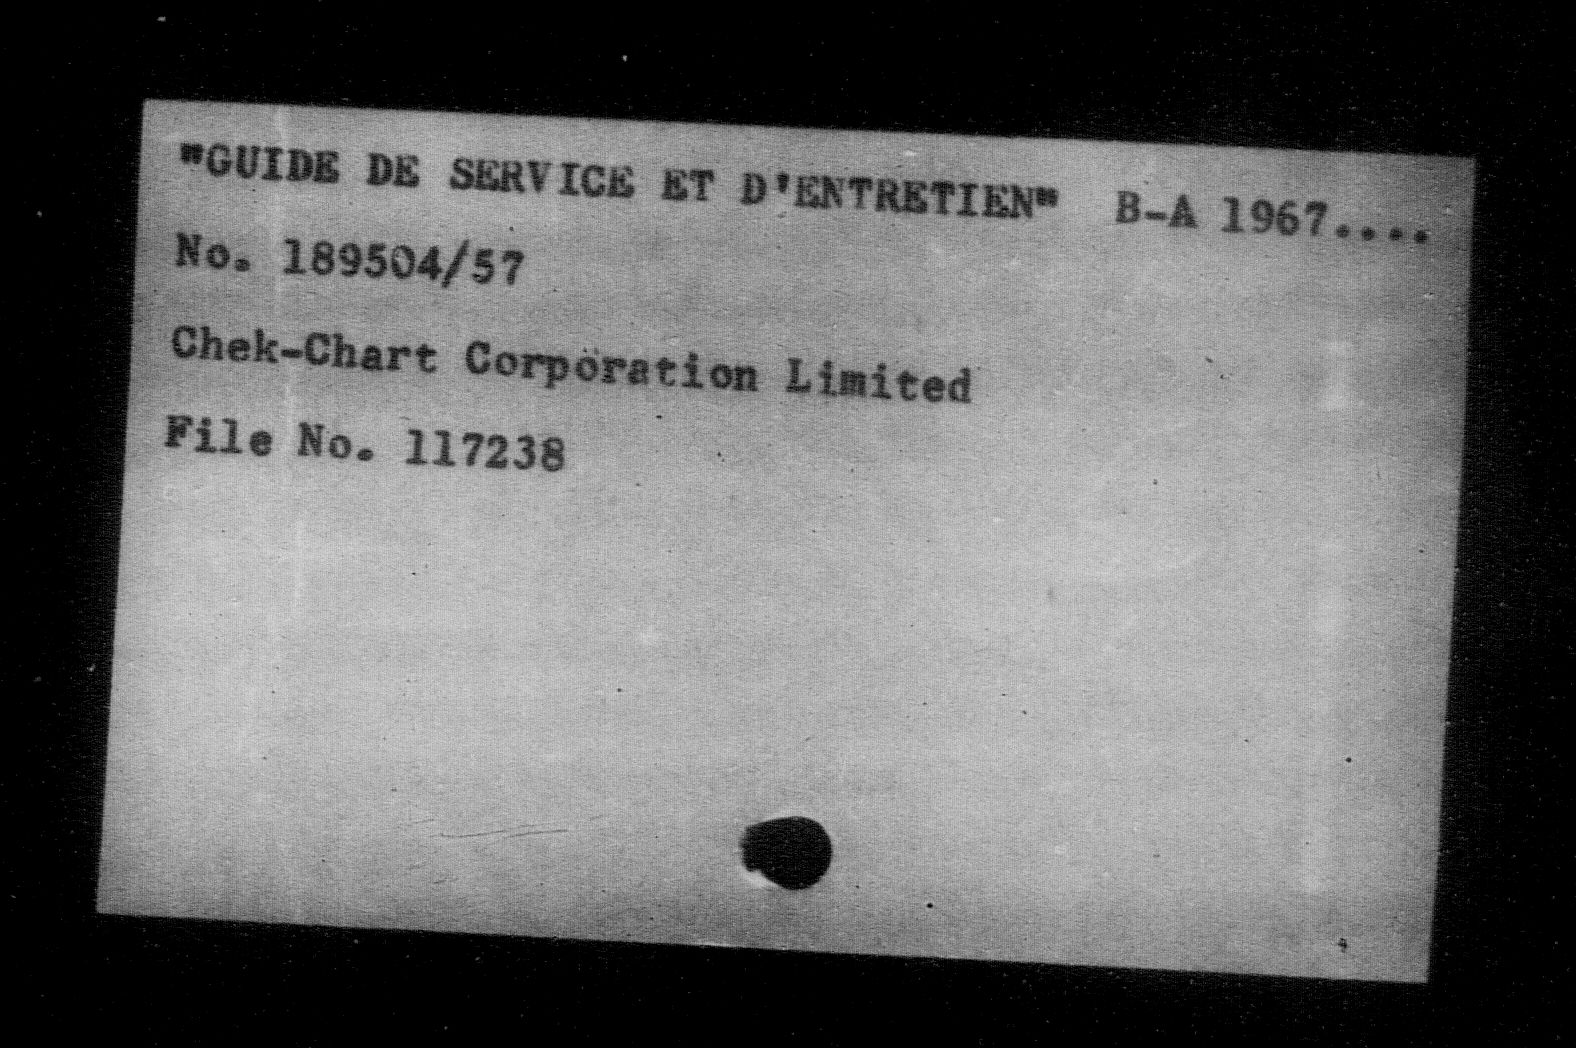 "GUIDE DE SERVICE ET D'ENTRETIEN" B-A 1967....
No. 189504/57
Chek-Chart Corporation Limited
File No. 117238